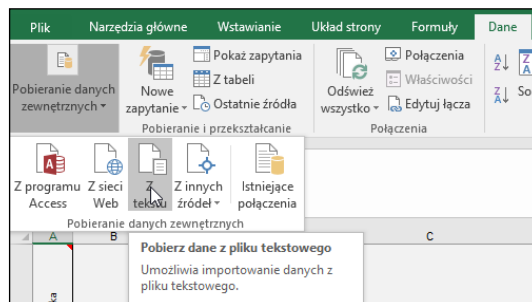 Plik Narzędzia główne Wstawianie Układ strony Formuły Dane
Pobieranie danych
zewnętrznych
Nowe
zapytanie
Pokaż zapytania
Z tabeli
Ostatnie źródła
Pobieranie i przekształcanie
Odśwież
wszystko
Połączenia
Właściwości
Edytuj łącza
Połączenia
A
Z
Z
A
Z
A
So
Z programu
Access
Z sieci
Web
Z
tekstu
Z innych
źródeł
Istniejące
połączenia
Pobieranie danych zewnętrznych
A B C
Pobierz dane z pliku tekstowego
Umożliwia importowanie danych z
pliku tekstowego.